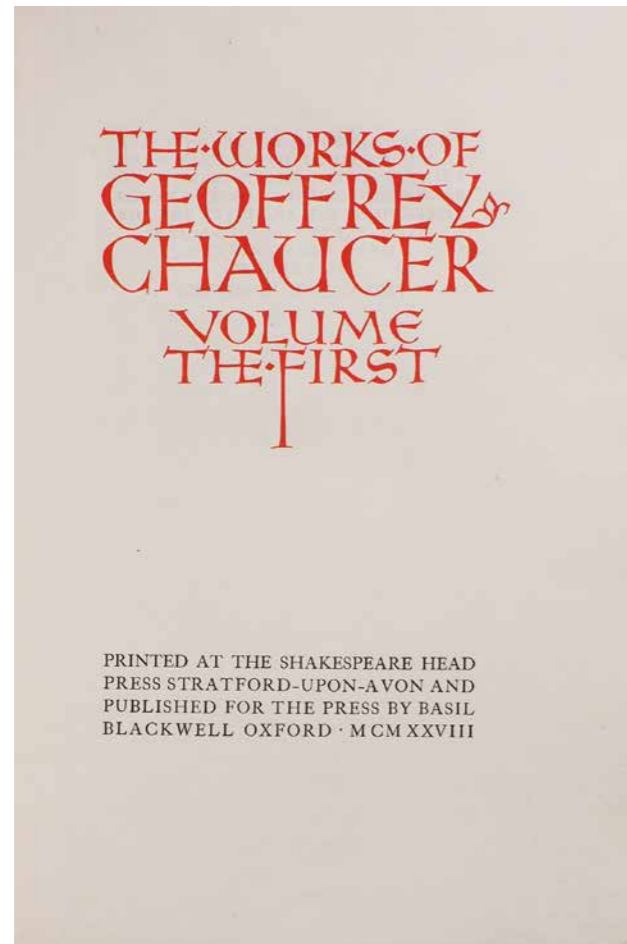 THE·WORKS·OF
GEOFFREY
CHAUCER
VOLUME
THE·FIRST
PRINTED AT THE SHAKESPEARE HEAD
PRESS STRATFORD-UPON-AVON AND
PUBLISHED FOR THE PRESS BY BASIL
BLACKWELL OXFORD · MCMXXVIII